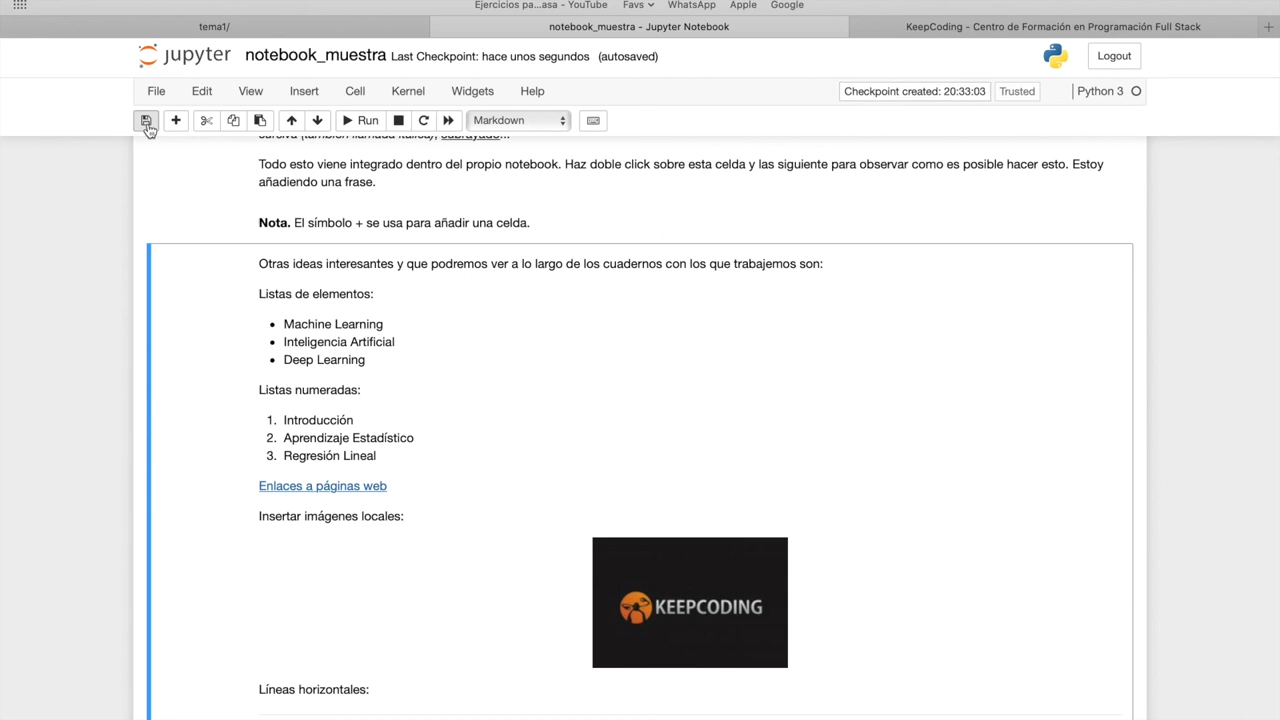 Ejercicios pa...asa - YouTube Favs WhatsApp Apple Google
tema1/ notebook_muestra - Jupyter Notebook KeepCoding - Centro de Formación en Programación Full Stack
jupyter notebook_muestra Last Checkpoint: hace unos segundos (autosaved) Logout
File Edit View Insert Cell Kernel Widgets Help Checkpoint created: 20:33:03 Trusted Python 3
Run Markdown
cursiva (también llamada itálica), subrayado...
Todo esto viene integrado dentro del propio notebook. Haz doble click sobre esta celda y las siguiente para observar como es posible hacer esto. Estoy
añadiendo una frase.
Nota. El símbolo + se usa para añadir una celda.
Otras ideas interesantes y que podremos ver a lo largo de los cuadernos con los que trabajemos son:
Listas de elementos:
• Machine Learning
• Inteligencia Artificial
• Deep Learning
Listas numeradas:
1. Introducción
2. Aprendizaje Estadístico
3. Regresión Lineal
Enlaces a páginas web
Insertar imágenes locales:
KEEPCODING
Líneas horizontales: